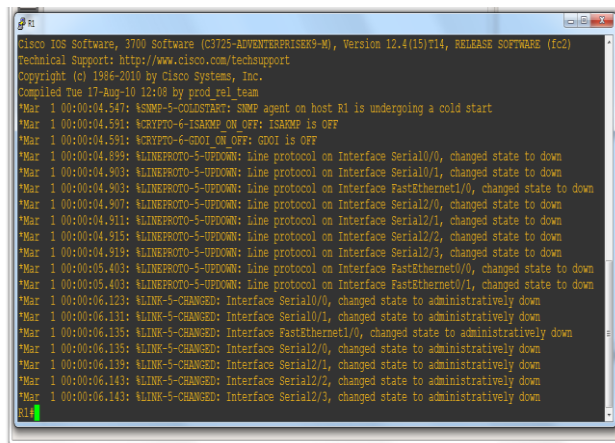 R1
Cisco IOS Software, 3700 Software (C3725-ADVENTERPRISEK9-M), Version 12.4(15)T14, RELEASE SOFTWARE (fc2)
Technical Support: http://www.cisco.com/techsupport
Copyright (c) 1986-2010 by Cisco Systems, Inc.
Compiled Tue 17-Aug-10 12:08 by prod_rel_team
*Mar  1 00:00:04.547: %SNMP-5-COLDSTART: SNMP agent on host R1 is undergoing a cold start
*Mar  1 00:00:04.591: %CRYPTO-6-ISAKMP_ON_OFF: ISAKMP is OFF
*Mar  1 00:00:04.591: %CRYPTO-6-GDOI_ON_OFF: GDOI is OFF
*Mar  1 00:00:04.899: %LINEPROTO-5-UPDOWN: Line protocol on Interface Serial0/0, changed state to down
*Mar  1 00:00:04.903: %LINEPROTO-5-UPDOWN: Line protocol on Interface Serial0/1, changed state to down
*Mar  1 00:00:04.903: %LINEPROTO-5-UPDOWN: Line protocol on Interface FastEthernet1/0, changed state to down
*Mar  1 00:00:04.907: %LINEPROTO-5-UPDOWN: Line protocol on Interface Serial2/0, changed state to down
*Mar  1 00:00:04.911: %LINEPROTO-5-UPDOWN: Line protocol on Interface Serial2/1, changed state to down
*Mar  1 00:00:04.915: %LINEPROTO-5-UPDOWN: Line protocol on Interface Serial2/2, changed state to down
*Mar  1 00:00:04.919: %LINEPROTO-5-UPDOWN: Line protocol on Interface Serial2/3, changed state to down
*Mar  1 00:00:05.403: %LINEPROTO-5-UPDOWN: Line protocol on Interface FastEthernet0/0, changed state to down
*Mar  1 00:00:05.403: %LINEPROTO-5-UPDOWN: Line protocol on Interface FastEthernet0/1, changed state to down
*Mar  1 00:00:06.123: %LINK-5-CHANGED: Interface Serial0/0, changed state to administratively down
*Mar  1 00:00:06.131: %LINK-5-CHANGED: Interface Serial0/1, changed state to administratively down
*Mar  1 00:00:06.135: %LINK-5-CHANGED: Interface FastEthernet1/0, changed state to administratively down
*Mar  1 00:00:06.135: %LINK-5-CHANGED: Interface Serial2/0, changed state to administratively down
*Mar  1 00:00:06.139: %LINK-5-CHANGED: Interface Serial2/1, changed state to administratively down
*Mar  1 00:00:06.143: %LINK-5-CHANGED: Interface Serial2/2, changed state to administratively down
*Mar  1 00:00:06.143: %LINK-5-CHANGED: Interface Serial2/3, changed state to administratively down
R1#